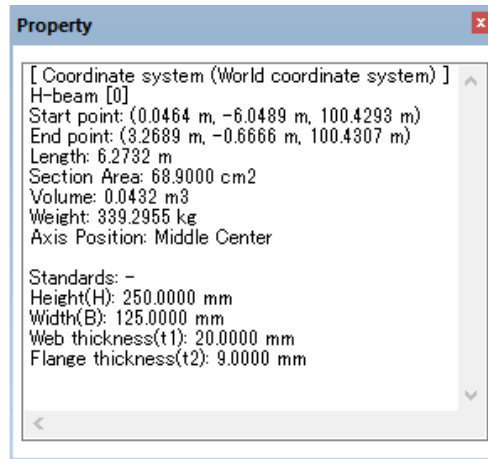 Property
[ Coordinate system (World coordinate system) ]
H-beam [0]
Start point: (0.0464 m, -6.0489 m, 100.4293 m)
End point: (3.2689 m, -0.6666 m, 100.4307 m)
Length: 6.2732 m
Section Area: 68.9000 cm2
Volume: 0.0432 m3
Weight: 339.2955 kg
Axis Position: Middle Center
Standards: -
Height(H): 250.0000 mm
Width(B): 125.0000 mm
Web thickness(t1): 20.0000 mm
Flange thickness(t2): 9.0000 mm